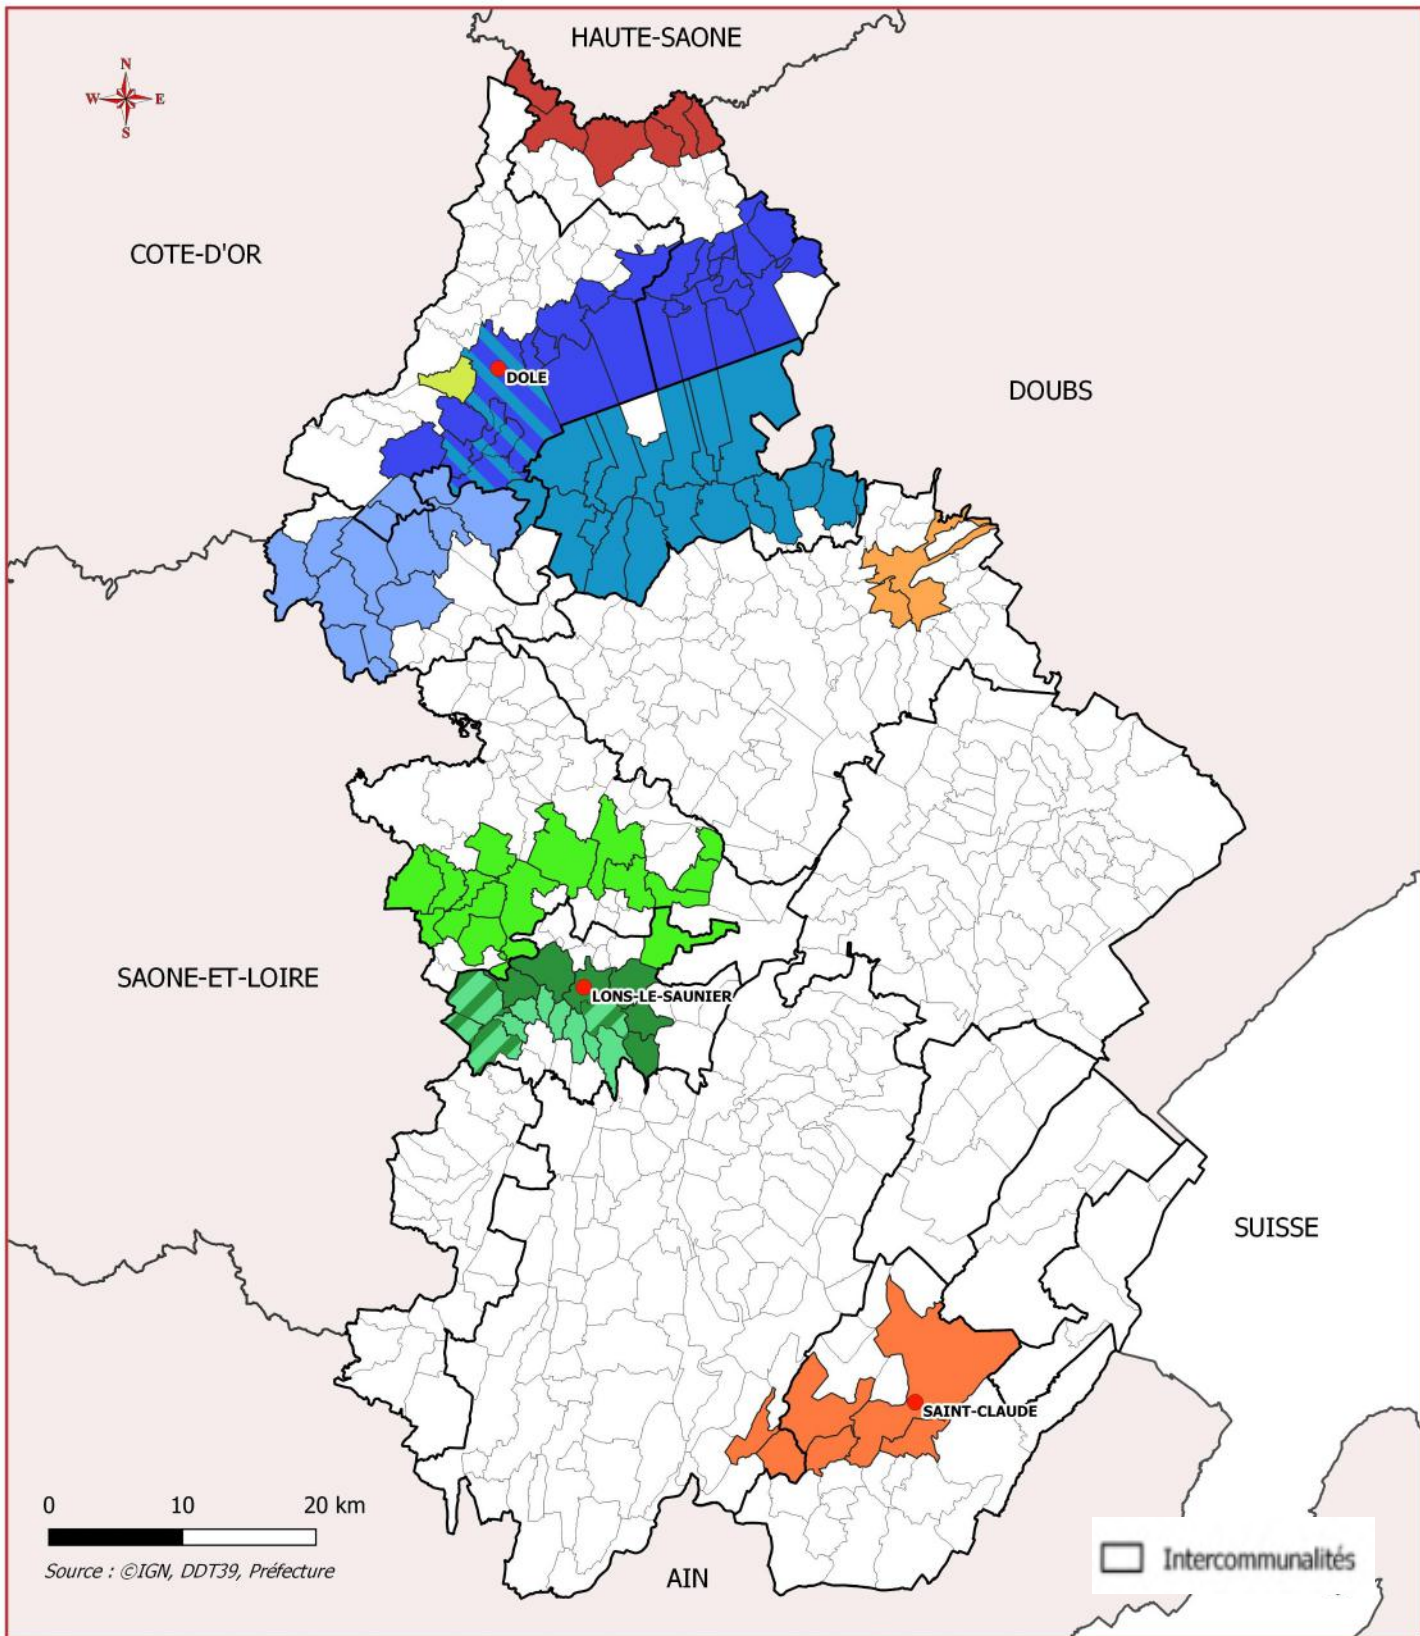 HAUTE-SAONE
N
W E
S
COTE-D'OR
DOLE
DOUBS
SAONE-ET-LOIRE
LONS-LE-SAUNIER
SUISSE
SAINT-CLAUDE
0 10 20 km
Source : ©IGN, DDT39, Préfecture
AIN
Intercommunalités